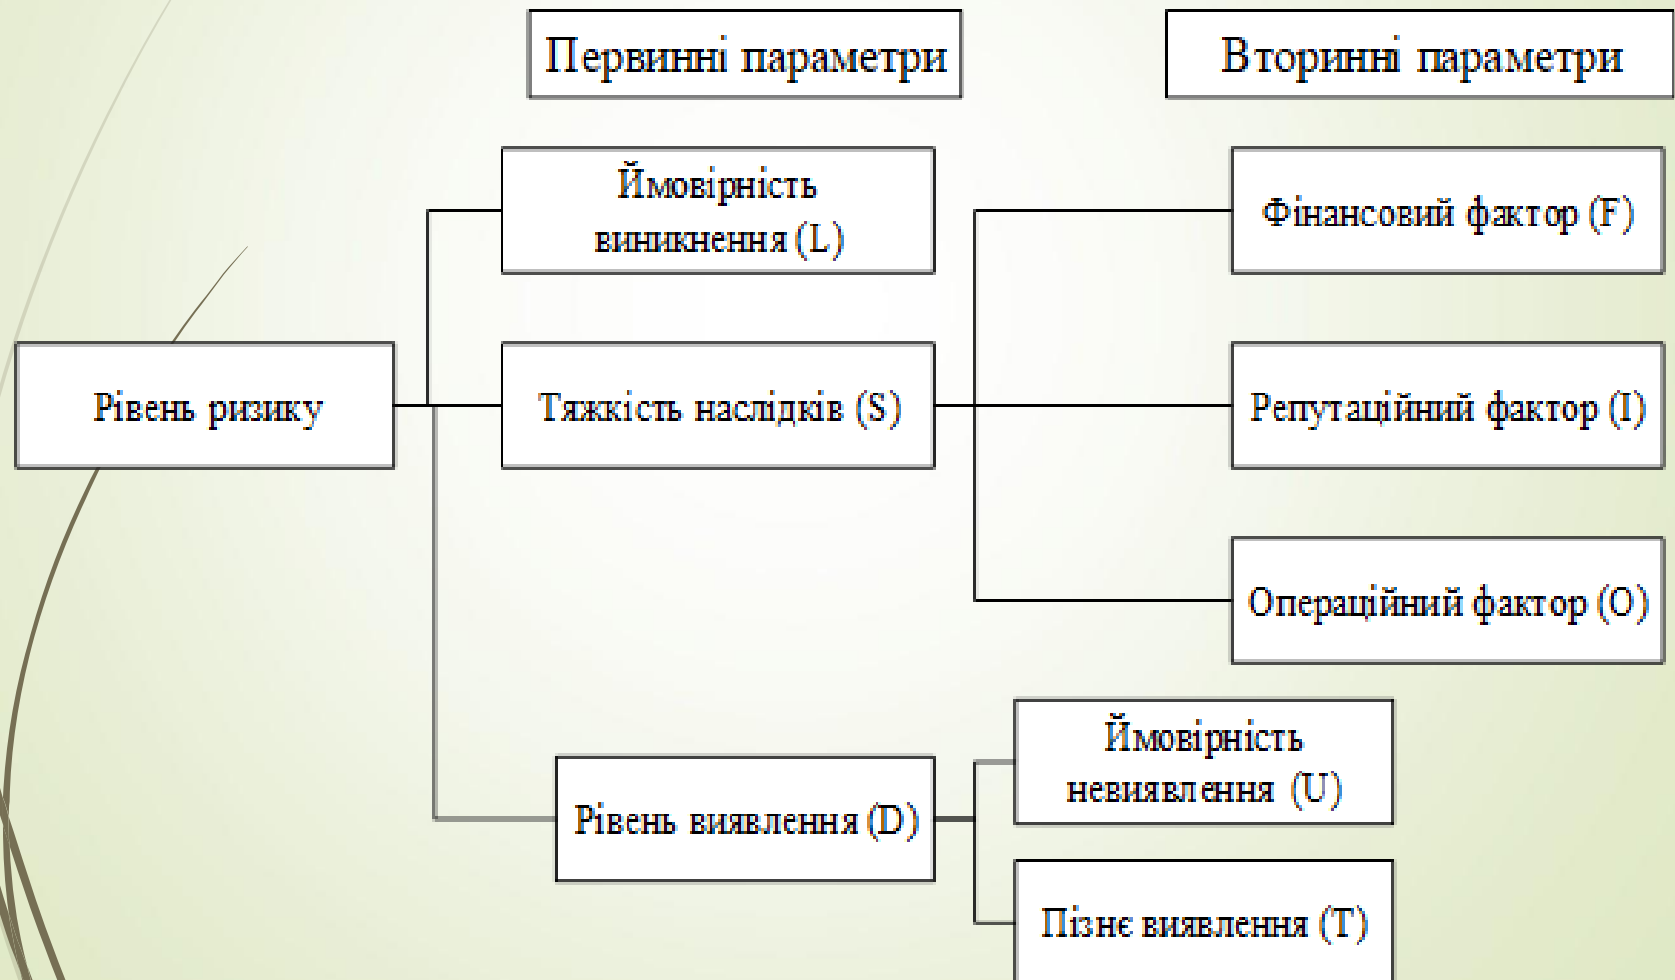 Первинні параметри
Вторинні параметри
Ймовірність
виникнення (L)
Фінансовий фактор (F)
Рівень ризику
Тяжкість наслідків (S)
Репутаційний фактор (I)
Операційний фактор (O)
Ймовірність
невиявлення (U)
Рівень виявлення (D)
Пізнє виявлення (T)